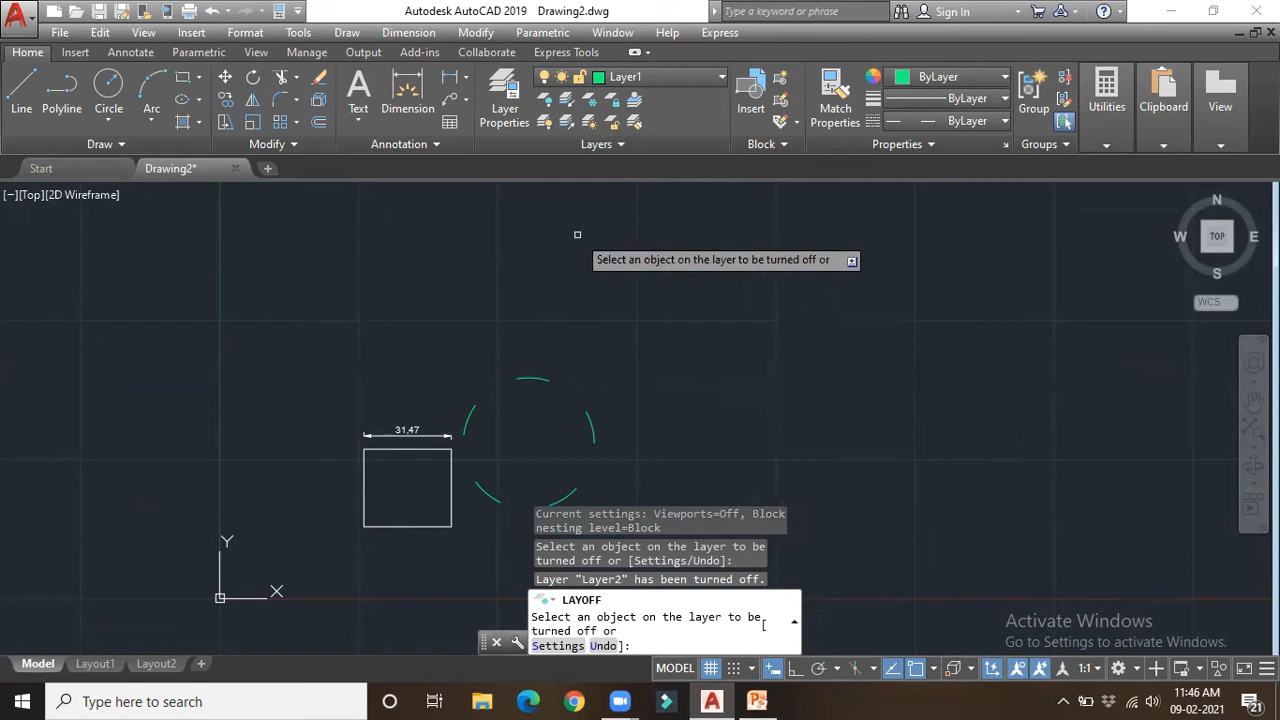 Autodesk AutoCAD 2019 Drawing2.dwg
Type a keyword or phrase
Sign In
File Edit View Insert Format Tools Draw Dimension Modify Parametric Window Help Express
Home Insert Annotate Parametric View Manage Output Add-ins Collaborate Express Tools
Line Polyline Circle Arc
Text Dimension
Layer Properties
Layer1
Insert
Match Properties
ByLayer
ByLayer
ByLayer
Group
Utilities
Clipboard
View
Draw Modify Annotation Layers Block Properties Groups
Start Drawing2*
[−][Top][2D Wireframe]
N
W TOP E
S
WCS
Select an object on the layer to be turned off or
31,47
Y
X
Current settings: Viewports=Off, Block
nesting level=Block
Select an object on the layer to be
turned off or [Settings/Undo]:
Layer "Layer2" has been turned off.
LAYOFF
Select an object on the layer to be [
turned off or
Settings Undo]:
Activate Windows
Go to Settings to activate Windows.
Model Layout1 Layout2
MODEL
1:1
Type here to search
11:46 AM
09-02-2021
21